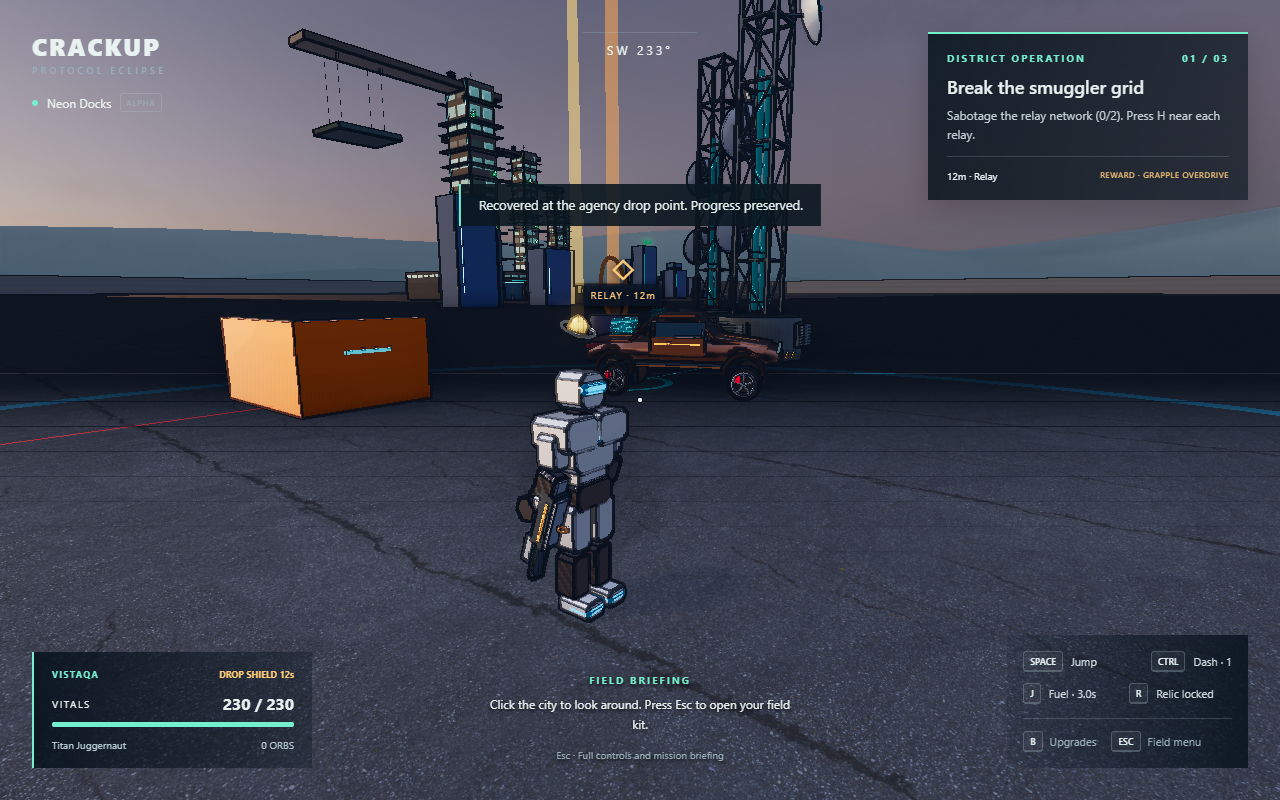 CRACKUP
PROTOCOL ECLIPSE
Neon Docks ALPHA
SW 233°
DISTRICT OPERATION 01 / 03
Break the smuggler grid
Sabotage the relay network (0/2). Press H near each
relay.
12m · Relay REWARD · GRAPPLE OVERDRIVE
Recovered at the agency drop point. Progress preserved.
RELAY · 12m
VISTAQA DROP SHIELD 12s
VITALS 230 / 230
Titan Juggernaut 0 ORBS
FIELD BRIEFING
Click the city to look around. Press Esc to open your field
kit.
Esc · Full controls and mission briefing
SPACE Jump CTRL Dash · 1
J Fuel · 3.0s R Relic locked
B Upgrades ESC Field menu